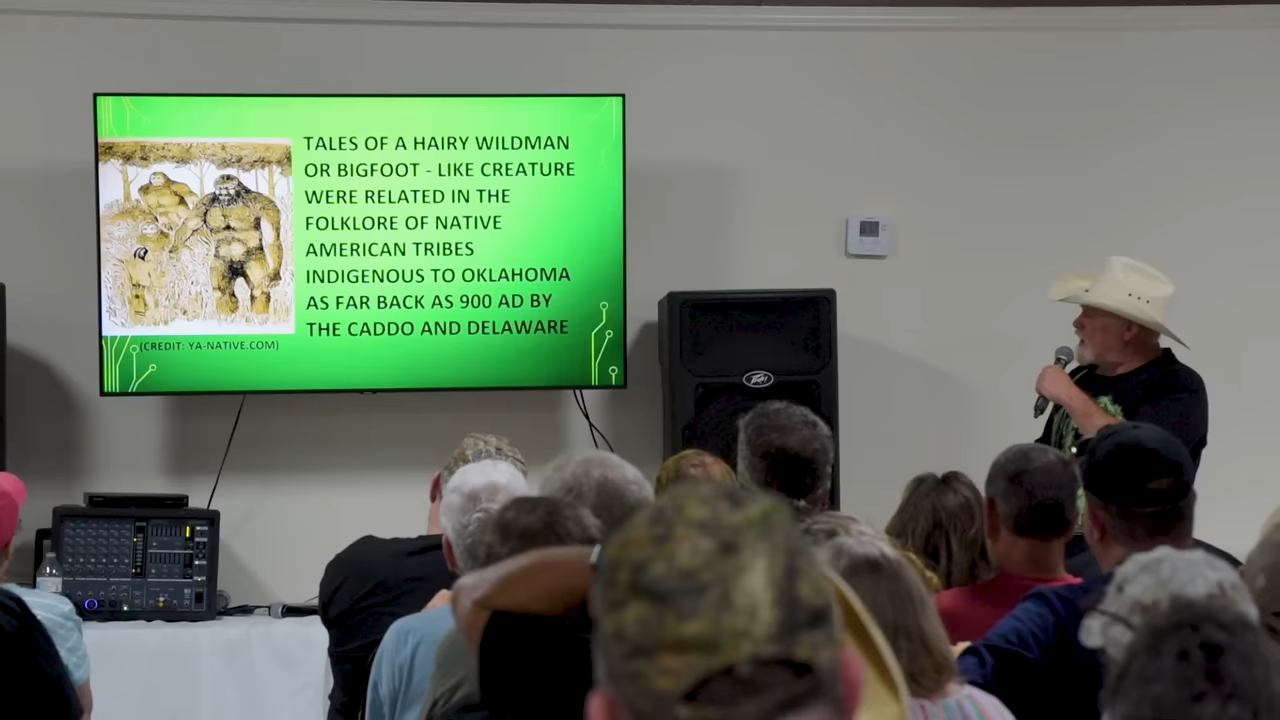 TALES OF A HAIRY WILDMAN
OR BIGFOOT - LIKE CREATURE
WERE RELATED IN THE
FOLKLORE OF NATIVE
AMERICAN TRIBES
INDIGENOUS TO OKLAHOMA
AS FAR BACK AS 900 AD BY
THE CADDO AND DELAWARE
(CREDIT: YA-NATIVE.COM)
PEAVEY